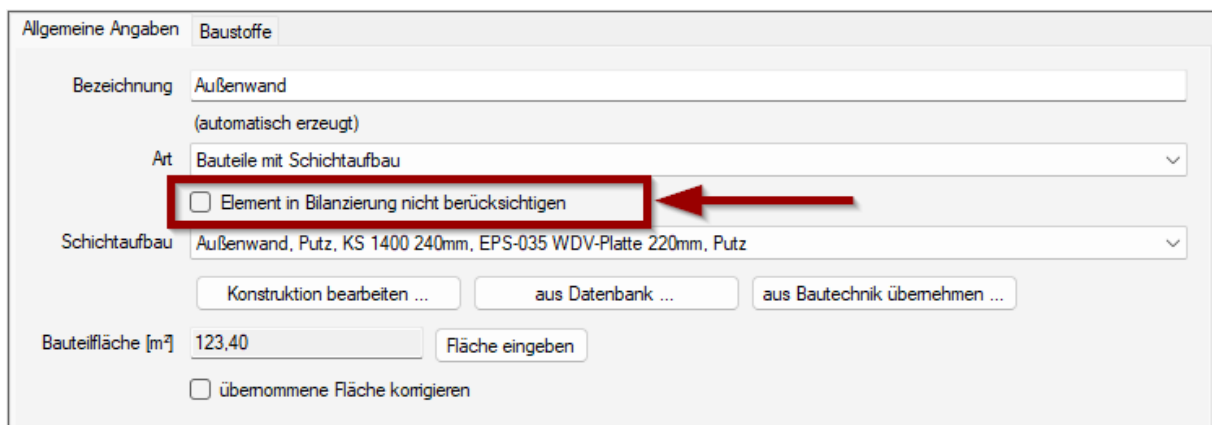 Allgemeine Angaben Baustoffe
Bezeichnung Außenwand
(automatisch erzeugt)
Art Bauteile mit Schichtaufbau
Element in Bilanzierung nicht berücksichtigen
Schichtaufbau Außenwand, Putz, KS 1400 240mm, EPS-035 WDV-Platte 220mm, Putz
Konstruktion bearbeiten ... aus Datenbank ... aus Bautechnik übernehmen ...
Bauteilfläche [m²] 123,40 Fläche eingeben
übernommene Fläche korrigieren